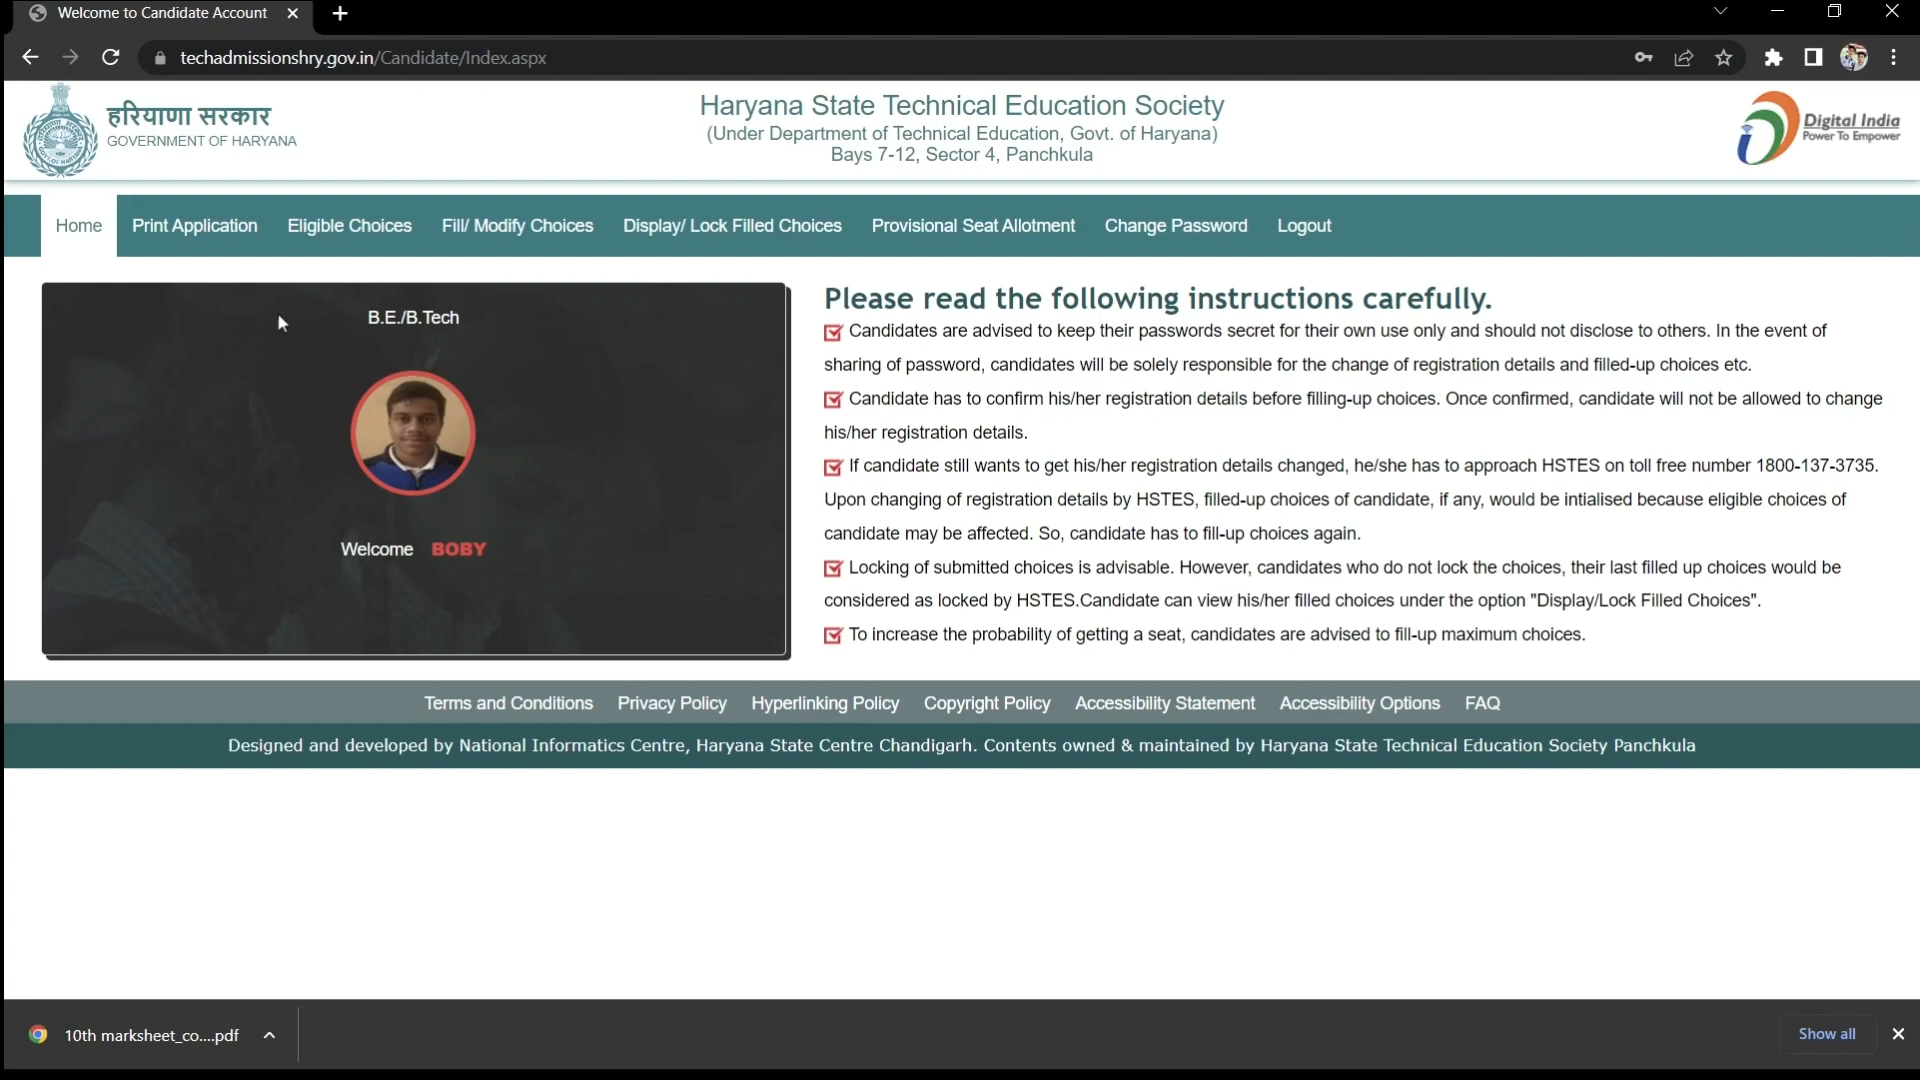 Welcome to Candidate Account
techadmissionshry.gov.in/Candidate/Index.aspx
हरियाणा सरकार
GOVERNMENT OF HARYANA
Haryana State Technical Education Society
(Under Department of Technical Education, Govt. of Haryana)
Bays 7-12, Sector 4, Panchkula
Digital India
Power To Empower
Home Print Application Eligible Choices Fill/ Modify Choices Display/ Lock Filled Choices Provisional Seat Allotment Change Password Logout
B.E./B.Tech
Welcome BOBY
Please read the following instructions carefully.
Candidates are advised to keep their passwords secret for their own use only and should not disclose to others. In the event of
sharing of password, candidates will be solely responsible for the change of registration details and filled-up choices etc.
Candidate has to confirm his/her registration details before filling-up choices. Once confirmed, candidate will not be allowed to change
his/her registration details.
If candidate still wants to get his/her registration details changed, he/she has to approach HSTES on toll free number 1800-137-3735.
Upon changing of registration details by HSTES, filled-up choices of candidate, if any, would be intialised because eligible choices of
candidate may be affected. So, candidate has to fill-up choices again.
Locking of submitted choices is advisable. However, candidates who do not lock the choices, their last filled up choices would be
considered as locked by HSTES.Candidate can view his/her filled choices under the option "Display/Lock Filled Choices".
To increase the probability of getting a seat, candidates are advised to fill-up maximum choices.
Terms and Conditions Privacy Policy Hyperlinking Policy Copyright Policy Accessibility Statement Accessibility Options FAQ
Designed and developed by National Informatics Centre, Haryana State Centre Chandigarh. Contents owned & maintained by Haryana State Technical Education Society Panchkula
10th marksheet_co....pdf
Show all